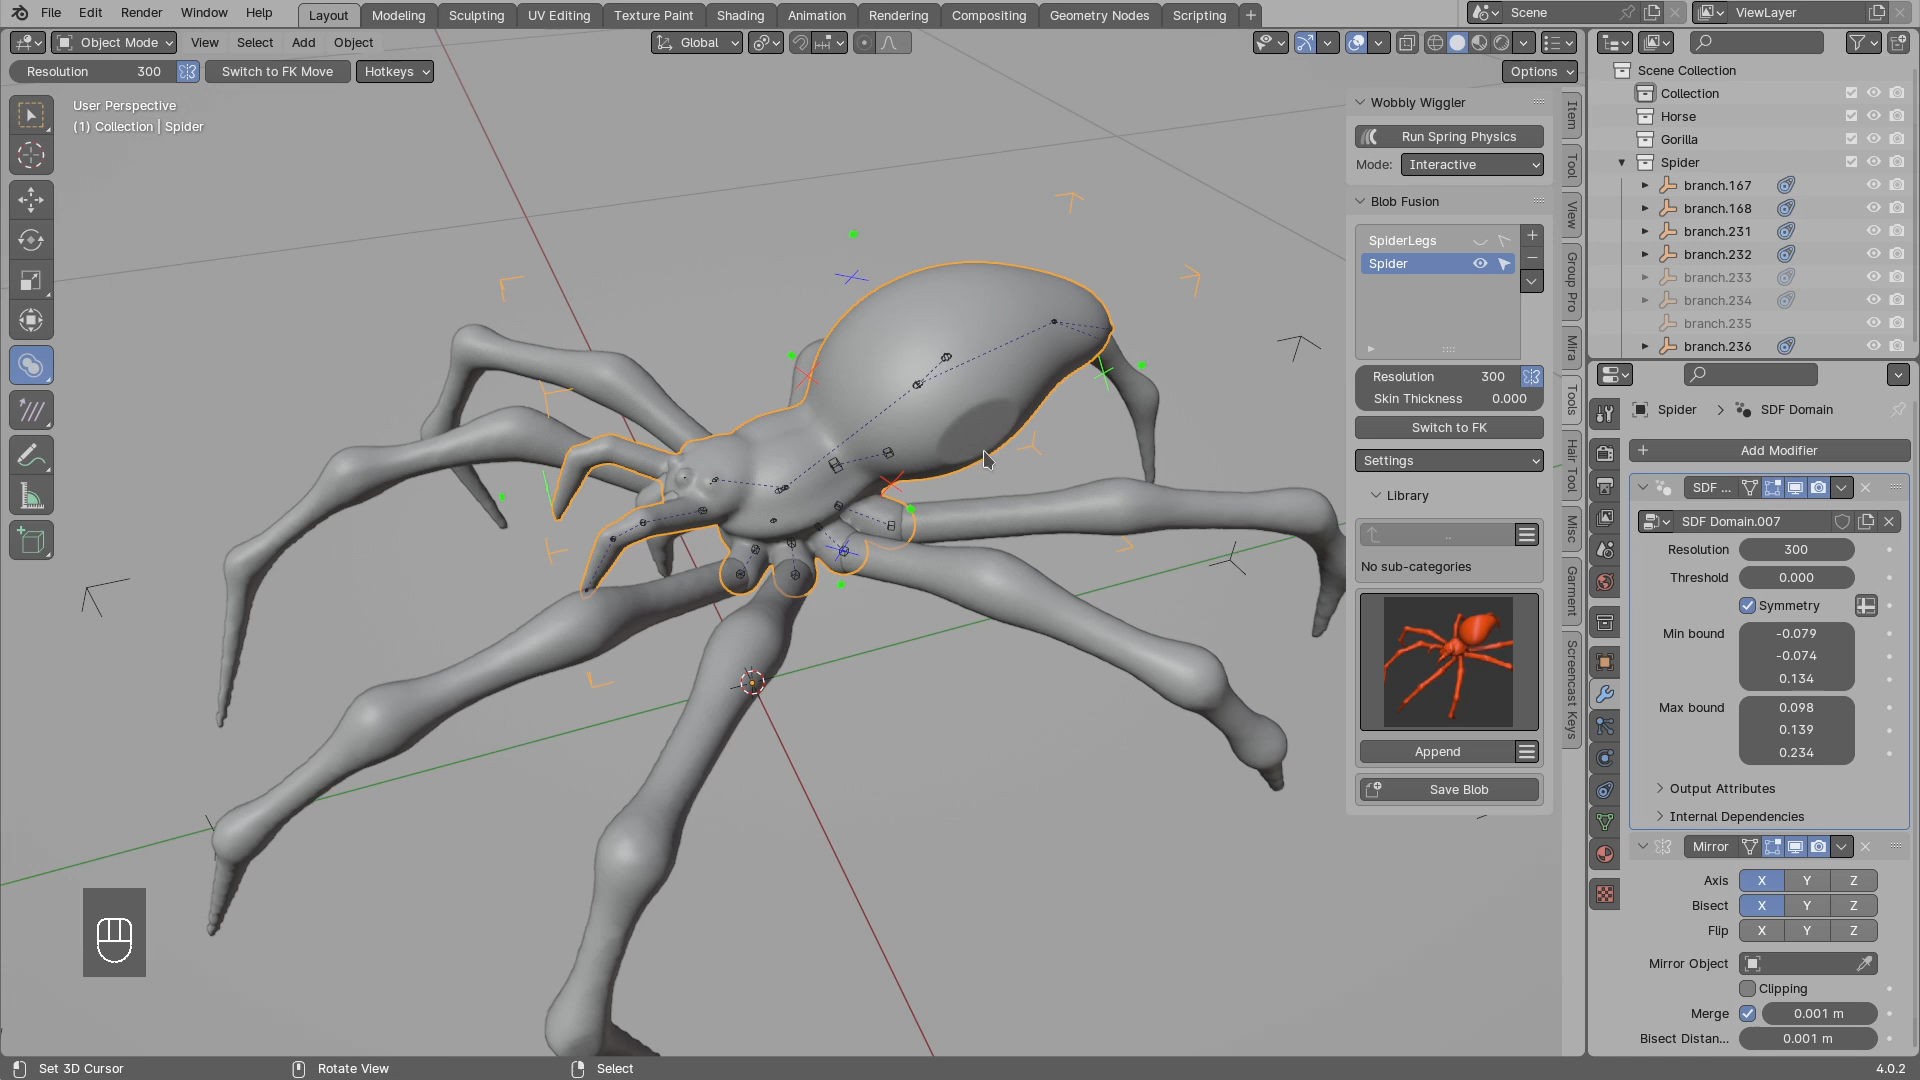 File Edit Render Window Help Layout Modeling Sculpting UV Editing Texture Paint Shading Animation Rendering Compositing Geometry Nodes Scripting + Scene ViewLayer
Object Mode View Select Add Object Global
Resolution 300 Switch to FK Move Hotkeys Options
User Perspective
(1) Collection | Spider
Wobbly Wiggler
Run Spring Physics
Mode: Interactive
Blob Fusion
SpiderLegs
Spider
Resolution 300
Skin Thickness 0.000
Switch to FK
Settings
Library
..
No sub-categories
Append
Save Blob
Item
Tool
View
Group Pro
Mira
Tools
Hair Tool
Misc
Garment
Screencast Keys
Scene Collection
Collection
Horse
Gorilla
Spider
branch.167
branch.168
branch.231
branch.232
branch.233
branch.234
branch.235
branch.236
Spider > SDF Domain
Add Modifier
SDF ...
SDF Domain.007
Resolution 300
Threshold 0.000
Symmetry
Min bound -0.079
-0.074
0.134
Max bound 0.098
0.139
0.234
Output Attributes
Internal Dependencies
Mirror
Axis X Y Z
Bisect X Y Z
Flip X Y Z
Mirror Object
Clipping
Merge 0.001 m
Bisect Distan... 0.001 m
Set 3D Cursor Rotate View Select 4.0.2